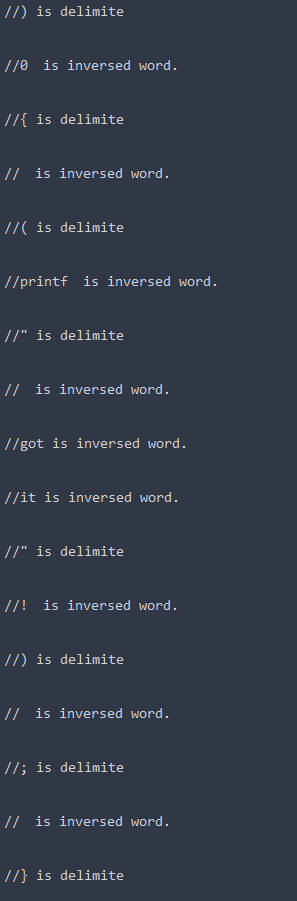 //) is delimite
//0  is inversed word.
//{ is delimite
//  is inversed word.
//( is delimite
//printf  is inversed word.
//" is delimite
//  is inversed word.
//got is inversed word.
//it is inversed word.
//" is delimite
//!  is inversed word.
//) is delimite
//  is inversed word.
//; is delimite
//  is inversed word.
//} is delimite